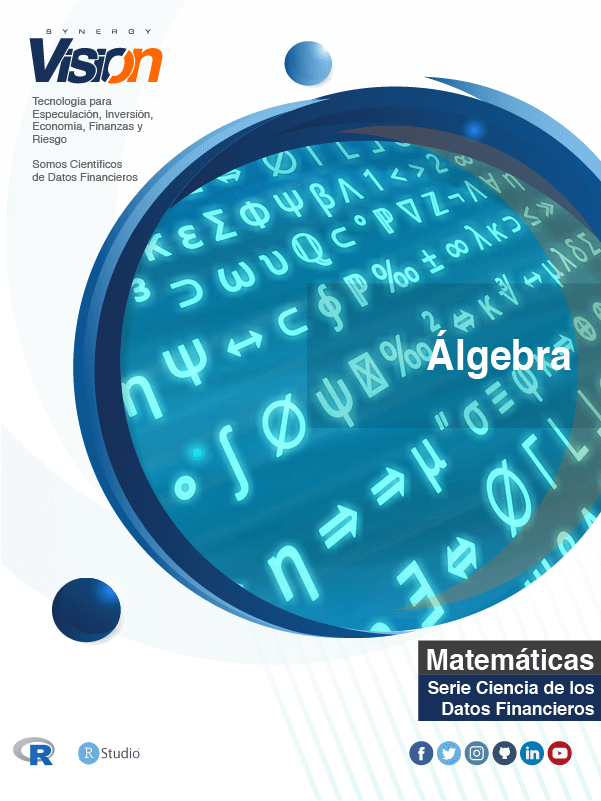 SYNERGY
Vision
Tecnología para
Especulación, Inversión,
Economía, Finanzas y
Riesgo
Somos Científicos
de Datos Financieros
Álgebra
Matemáticas
Serie Ciencia de los
Datos Financieros
R
R Studio